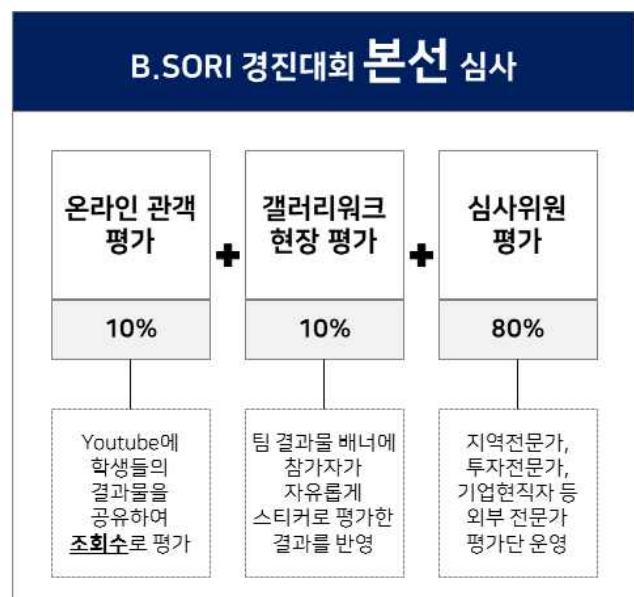 B.SORI 경진대회 본선 심사
온라인 관객
평가
10%
Youtube에
학생들의
결과물을
공유하여
조회수로 평가
+
갤러리워크
현장 평가
10%
팀 결과물 배너에
참가자가
자유롭게
스티커로 평가한
결과를 반영
+
심사위원
평가
80%
지역전문가,
투자전문가,
기업현직자 등
외부 전문가
평가단 운영